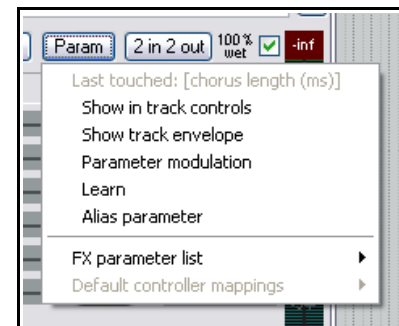 Param 2 in 2 out 100 % wet -inf
Last touched: [chorus length (ms)]
Show in track controls
Show track envelope
Parameter modulation
Learn
Alias parameter
FX parameter list
Default controller mappings